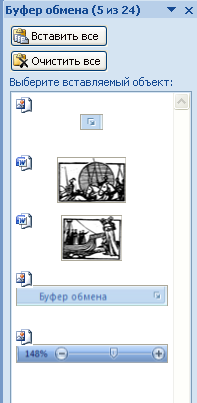 Буфер обмена (5 из 24)
Вставить все
Очистить все
Выберите вставляемый объект:
Буфер обмена
148%